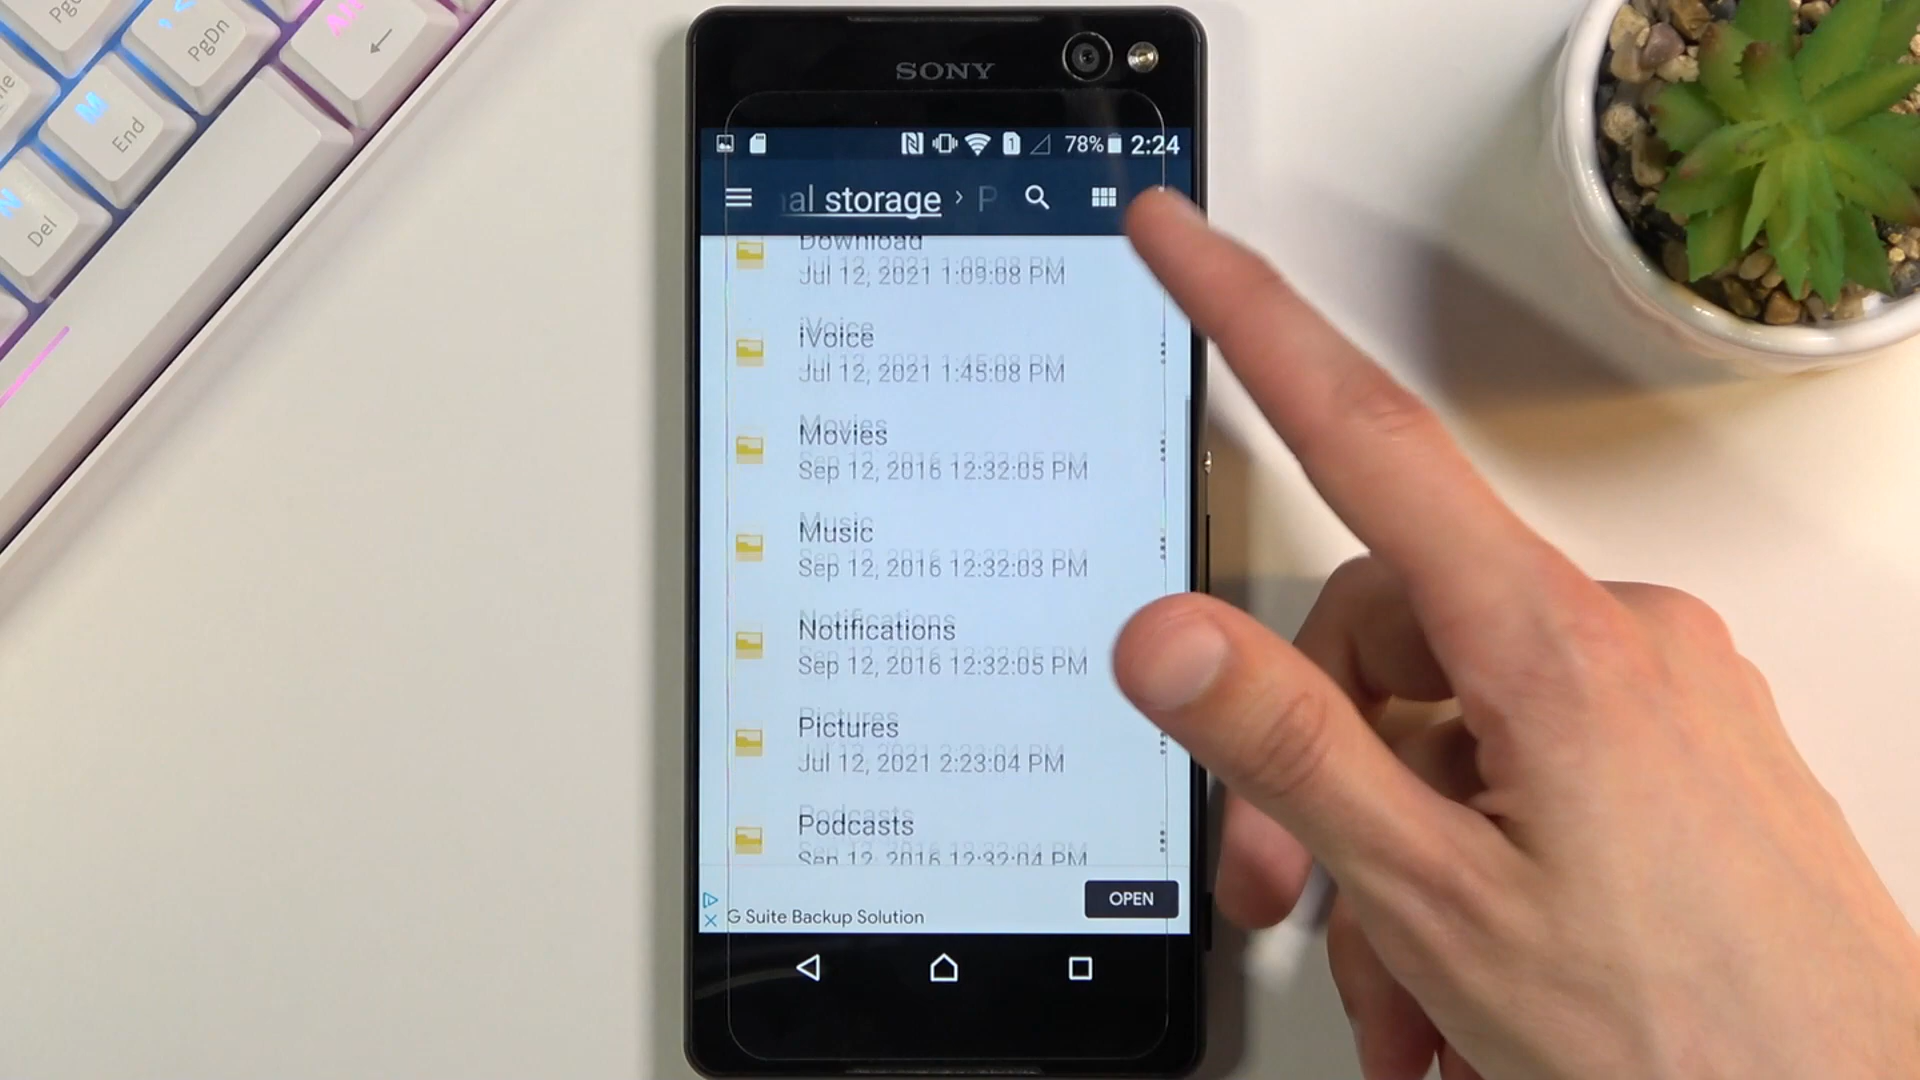 PgDn
End
Del
SONY
1
78%
2:24
al storage > P
Download
Jul 12, 2021 1:09:08 PM
iVoice
Jul 12, 2021 1:45:08 PM
Movies
Sep 12, 2016 12:32:05 PM
Music
Sep 12, 2016 12:32:03 PM
Notifications
Sep 12, 2016 12:32:05 PM
Pictures
Jul 12, 2021 2:23:04 PM
Podcasts
Sep 12, 2016 12:32:04 PM
G Suite Backup Solution
OPEN